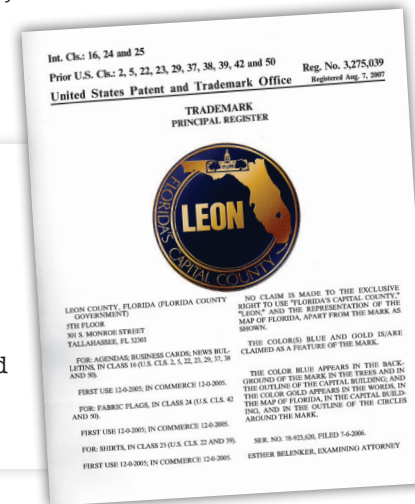 Int. Cls.: 16, 24 and 25
Prior U.S. Cls.: 2, 5, 22, 23, 29, 37, 38, 39, 42 and 50
Reg. No. 3,275,039
United States Patent and Trademark Office
Registered Aug. 7, 2007
TRADEMARK
PRINCIPAL REGISTER
LEON
FLORIDA'S CAPITAL COUNTY
LEON COUNTY, FLORIDA (FLORIDA COUNTY
GOVERNMENT)
5TH FLOOR
301 S. MONROE STREET
TALLAHASSEE, FL 32301
FOR: AGENDAS; BUSINESS CARDS; NEWS BUL-
LETINS, IN CLASS 16 (U.S. CLS. 2, 5, 22, 23, 29, 37, 38
AND 50).
FIRST USE 12-0-2005; IN COMMERCE 12-0-2005.
FOR: FABRIC FLAGS, IN CLASS 24 (U.S. CLS. 42
AND 50).
FIRST USE 12-0-2005; IN COMMERCE 12-0-2005.
FOR: SHIRTS, IN CLASS 25 (U.S. CLS. 22 AND 39).
FIRST USE 12-0-2005; IN COMMERCE 12-0-2005.
NO CLAIM IS MADE TO THE EXCLUSIVE
RIGHT TO USE "FLORIDA'S CAPITAL COUNTY,"
"LEON," AND THE REPRESENTATION OF THE
MAP OF FLORIDA, APART FROM THE MARK AS
SHOWN.
THE COLOR(S) BLUE AND GOLD IS/ARE
CLAIMED AS A FEATURE OF THE MARK.
THE COLOR BLUE APPEARS IN THE BACK-
GROUND OF THE MARK IN THE TREES AND IN
THE OUTLINE OF THE CAPITAL BUILDING; AND
THE COLOR GOLD APPEARS IN THE WORDS, IN
THE MAP OF FLORIDA, IN THE CAPITAL BUILD-
ING, AND IN THE OUTLINE OF THE CIRCLES
AROUND THE MARK.
SER. NO. 78-923,620, FILED 7-6-2006.
ESTHER BELENKER, EXAMINING ATTORNEY